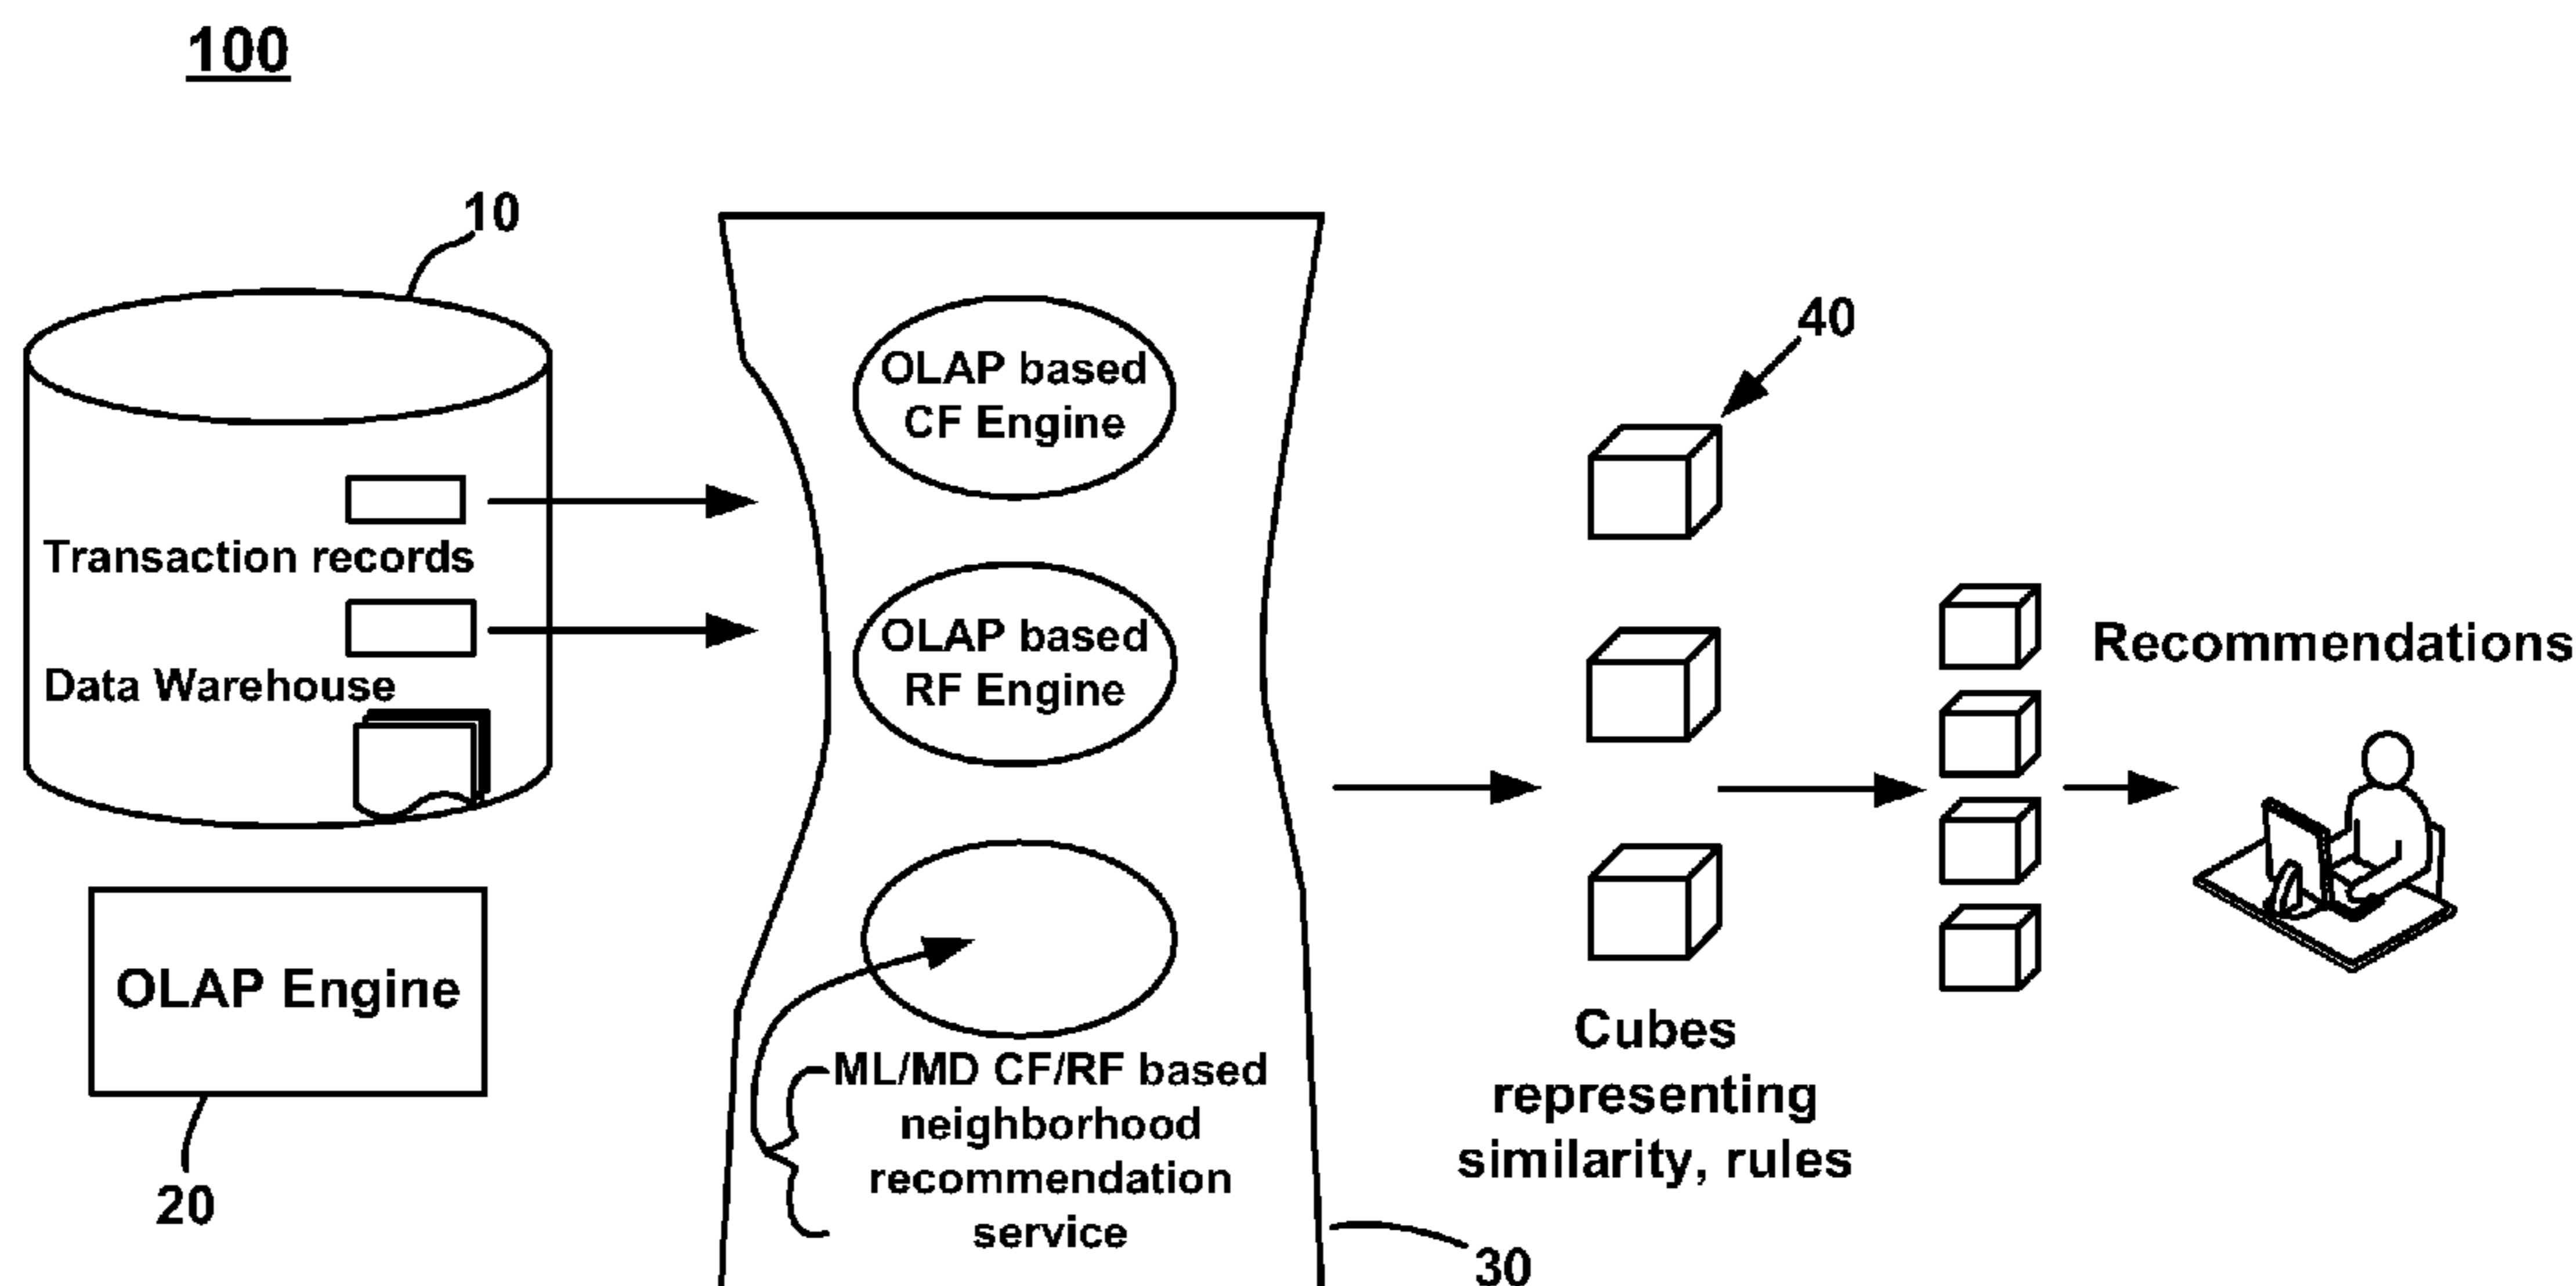 100
10
Transaction records
Data Warehouse
OLAP Engine
20
OLAP based
CF Engine
OLAP based
RF Engine
ML/MD CF/RF based
neighborhood
recommendation
service
30
40
Cubes
representing
similarity, rules
Recommendations